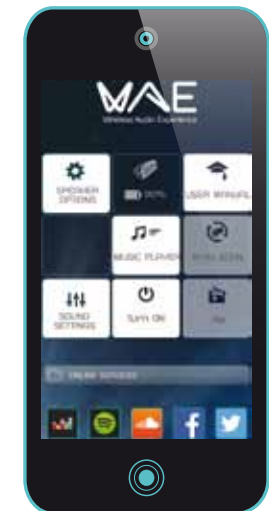 WAE
Wireless Audio Experience
SPEAKER
OPTIONS
USER MANUAL
MUSIC PLAYER
SOUND
SETTINGS
Turn ON
ONLINE SERVICES